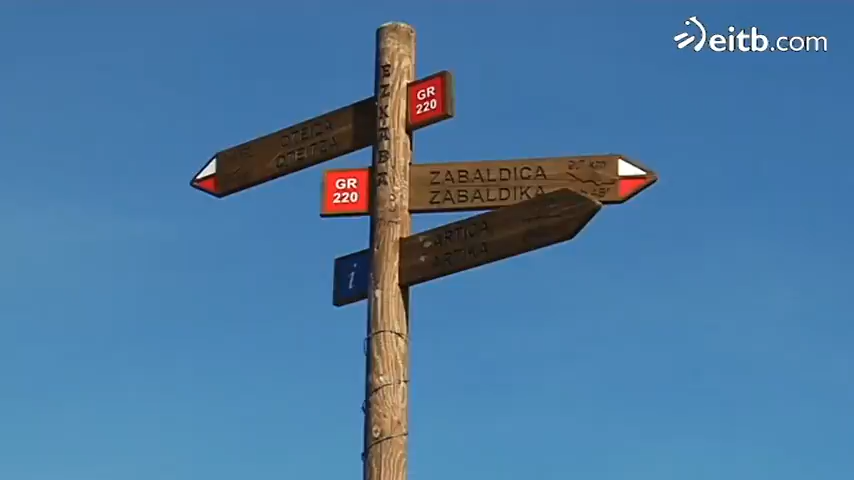 eitb.com
EZKABA
GR
220
OTEIZA
OTEITZA
GR
220
ZABALDICA
ZABALDIKA
ARTICA
ARTIKA
i